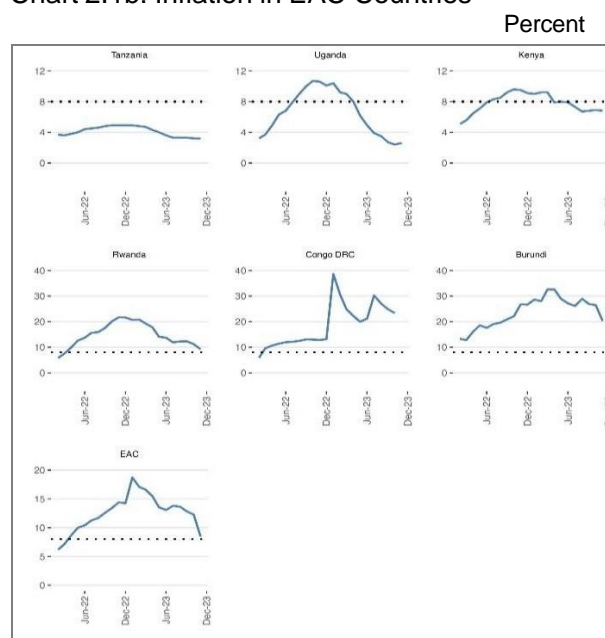 Chart 2.1b: Inflation in EAC Countries
Percent
Tanzania
12
8
4
0
Jun-22
Dec-22
Jun-23
Dec-23
Uganda
12
8
4
0
Jun-22
Dec-22
Jun-23
Dec-23
Kenya
12
8
4
0
Jun-22
Dec-22
Jun-23
Rwanda
40
30
20
10
0
Jun-22
Dec-22
Jun-23
Dec-23
Congo DRC
40
30
20
10
0
Jun-22
Dec-22
Jun-23
Dec-23
Burundi
40
30
20
10
0
Jun-22
Dec-22
Jun-23
EAC
20
15
10
5
0
Jun-22
Dec-22
Jun-23
Dec-23